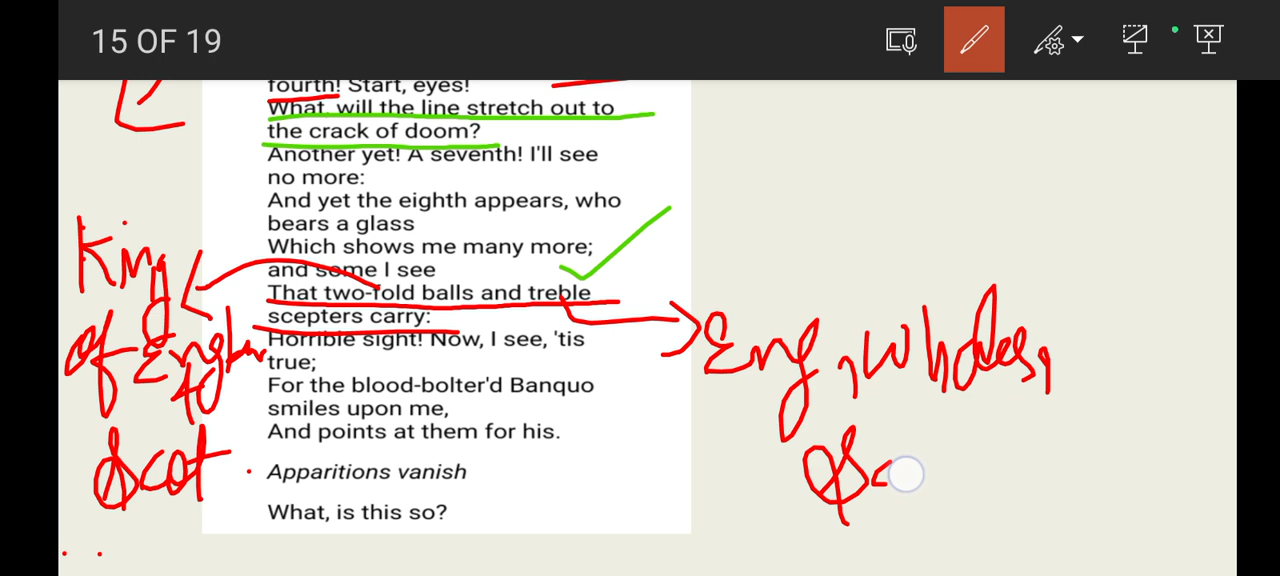 15 OF 19
fourth! Start, eyes!
What, will the line stretch out to
the crack of doom?
Another yet! A seventh! I'll see
no more:
And yet the eighth appears, who
bears a glass
Which shows me many more;
and some I see
That two-fold balls and treble
scepters carry:
Horrible sight! Now, I see, 'tis
true;
For the blood-bolter'd Banquo
smiles upon me,
And points at them for his.
Apparitions vanish
What, is this so?
King
of
to
Scot
Eng, Whales,